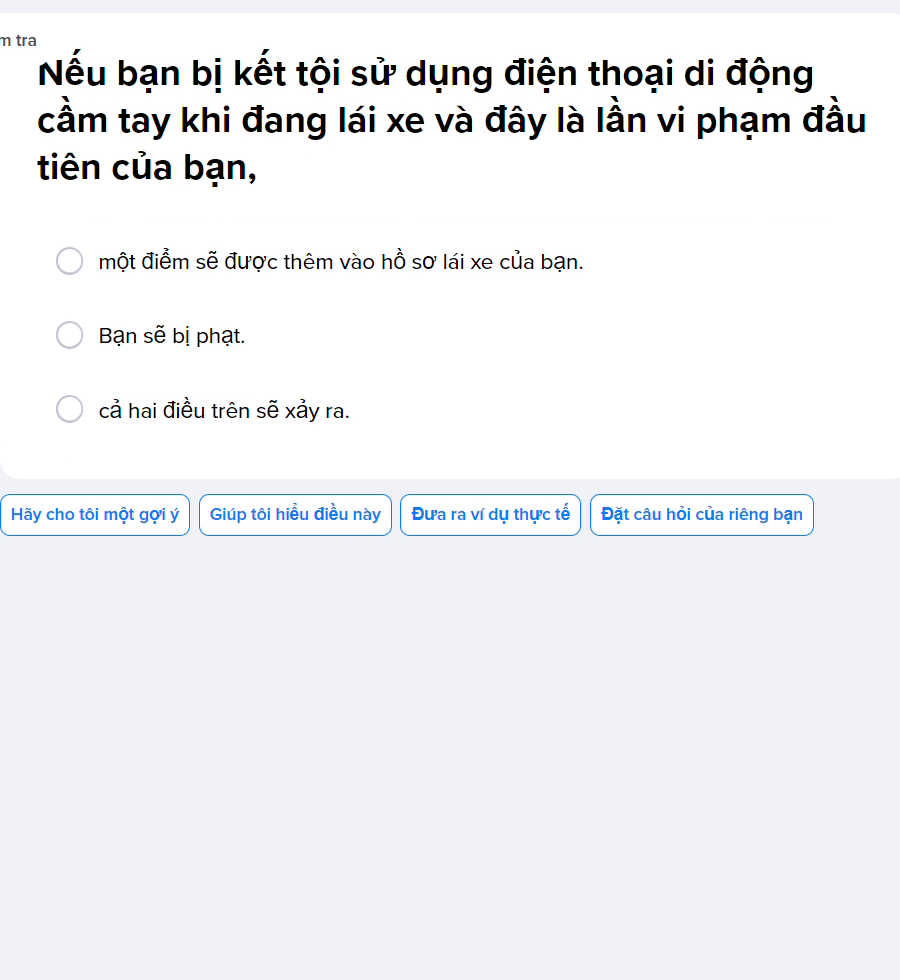 m tra
Nếu bạn bị kết tội sử dụng điện thoại di động
cầm tay khi đang lái xe và đây là lần vi phạm đầu
tiên của bạn,
một điểm sẽ được thêm vào hồ sơ lái xe của bạn.
Bạn sẽ bị phạt.
cả hai điều trên sẽ xảy ra.
Hãy cho tôi một gợi ý
Giúp tôi hiểu điều này
Đưa ra ví dụ thực tế
Đặt câu hỏi của riêng bạn